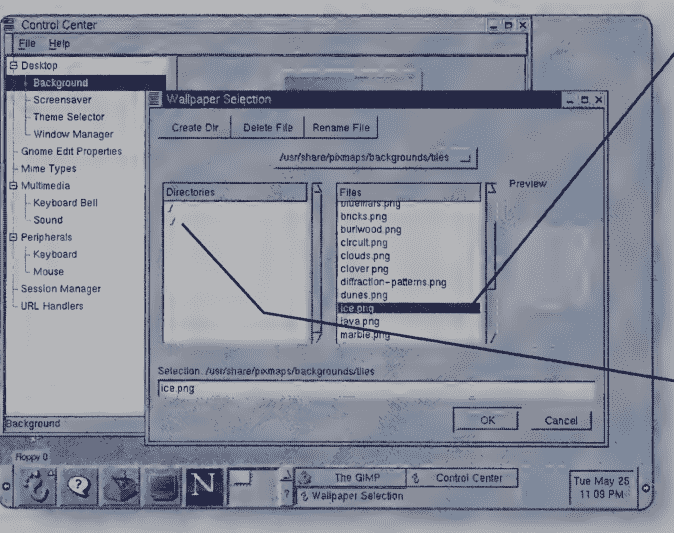 Control Center
File Help
Desktop
Background
Screensaver
Theme Selector
Window Manager
Gnome Edit Properties
Mime Types
Multimedia
Keyboard Bell
Sound
Peripherals
Keyboard
Mouse
Session Manager
URL Handlers
Background
Wallpaper Selection
Create Dir
Delete File
Rename File
/usr/share/pixmaps/backgrounds/tiles
Directories
Files
Preview
bluemars.png
bricks.png
burlwood.png
circuit.png
clouds.png
clover.png
diffraction-patterns.png
dunes.png
ice.png
java.png
marble.png
Selection: /usr/share/pixmaps/backgrounds/tiles
ice.png
OK
Cancel
Floppy 0
N
?
The GIMP
Control Center
Wallpaper Selection
Tue May 25
11:09 PM